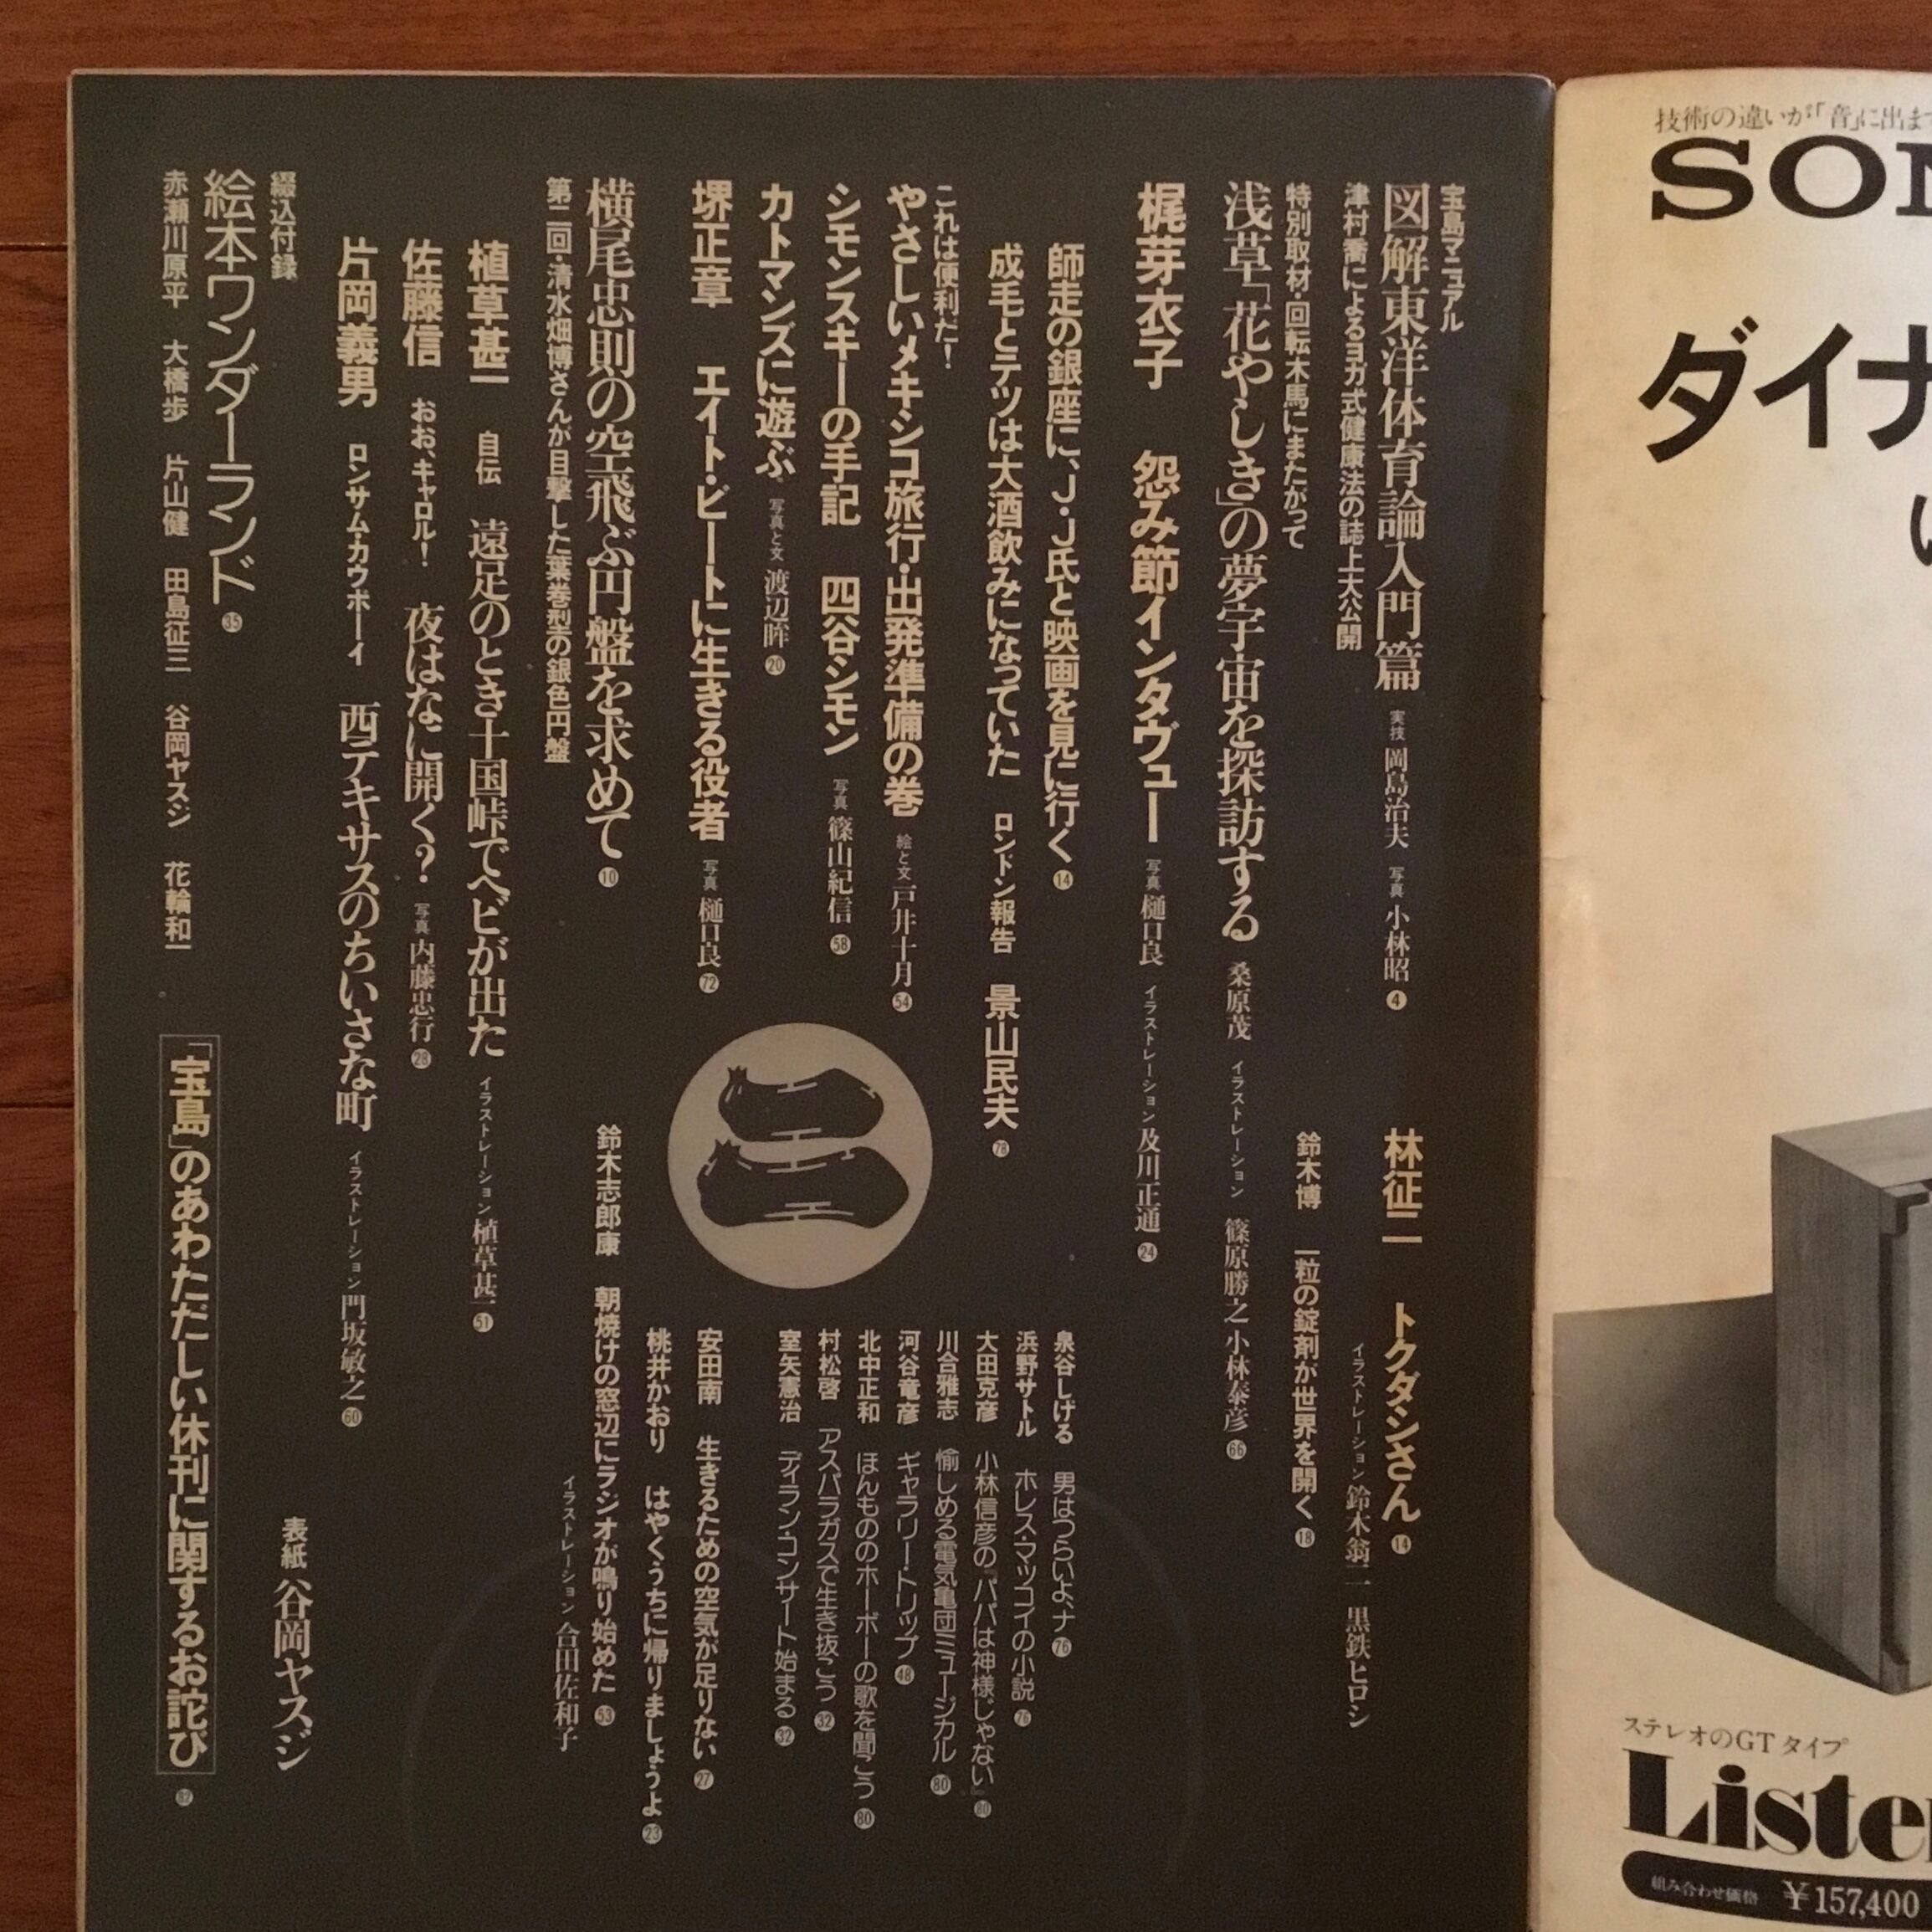 宝島マニュアル
図解東洋体育論入門篇 実技 岡島治夫 写真 小林昭 4
津村喬によるヨガ式健康法の誌上大公開
林征二 トクダシさん 14
イラストレーション 鈴木翁二 黒鉄ヒロシ
特別取材・回転木馬にまたがって
浅草「花やしき」の夢宇宙を探訪する 桑原茂一 イラストレーション 篠原勝之 小林泰彦 66
鈴木博 一粒の錠剤が世界を開く 18
梶芽衣子 怨み節インタヴュー 写真 樋口良 イラストレーション 及川正通 24
師走の銀座に、J・J氏と映画を見に行く 14
成毛とテツは大酒飲みになっていた ロンドン報告 景山民夫 78
これは便利だ！
やさしいメキシコ旅行・出発準備の巻 絵と文 戸井十月 54
シモンスキーの手記 四谷シモン 写真 篠山紀信 58
カトマンズに遊ぶ 写真と文 渡辺眸 20
堺正章 エイト・ビートに生きる役者 写真 樋口良 72
泉谷しげる 男はつらいよ、ナ 76
浜野サトル ホレス・マッコイの小説 76
大田克彦 小林信彦の『パパは神様じゃない』 80
川合雅志 愉しめる電気亀団ミュージカル 80
河谷竜彦 ギャラリー・トリップ 48
北中正和 ほんもののホーボーの歌を聞こう 80
村松啓 アスパラガスで生き抜こう 32
室矢憲治 ディラン・コンサート始まる 32
安田南 生きるための空気が足りない 27
桃井かおり はやくうちに帰りましょうよ 23
鈴木志郎康 朝焼けの窓辺にラジオが鳴り始めた 53
イラストレーション 合田佐和子
横尾忠則の空飛ぶ円盤を求めて 10
第二回・清水畑博さんが目撃した葉巻型の銀色円盤
植草甚一 自伝 遠足のとき十国峠でヘビが出た イラストレーション 植草甚一 51
佐藤信 おお、キャロル！ 夜はなに開く？ 写真 内藤忠行 28
片岡義男 ロンサム・カウボーイ 西テキサスのちいさな町 イラストレーション 門坂敏之 60
綴込付録
絵本ワンダーランド 35
赤瀬川原平 大橋歩 片山健 田島征三 谷岡ヤスジ 花輪和一
表紙 谷岡ヤスジ
「宝島」のあわただしい休刊に関するお詫び 82
技術の違いが「音」に出ま
SON
ダイナ
い
ステレオのGTタイプ
Listen
組み合わせ価格 ¥157,400